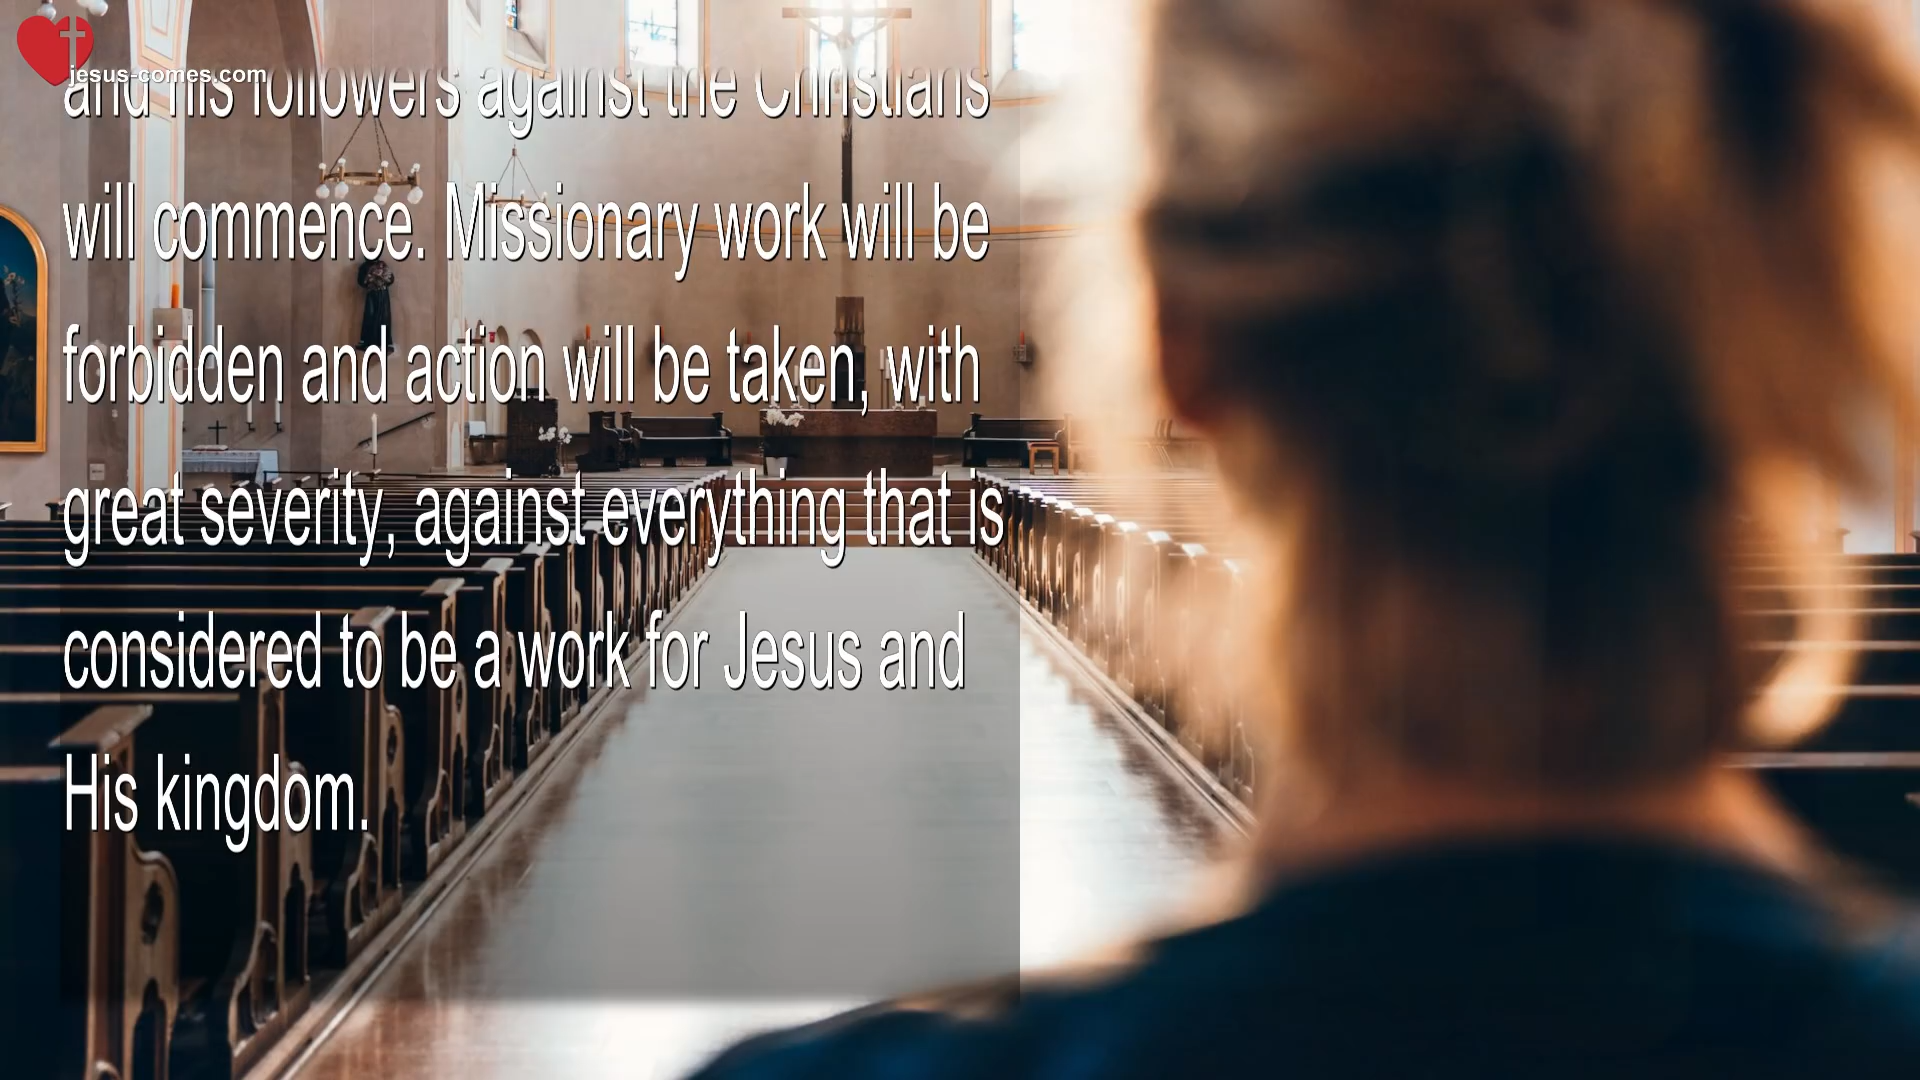 jesus-comes.com
and his followers against the Christians
will commence. Missionary work will be
forbidden and action will be taken, with
great severity, against everything that is
considered to be a work for Jesus and
His kingdom.